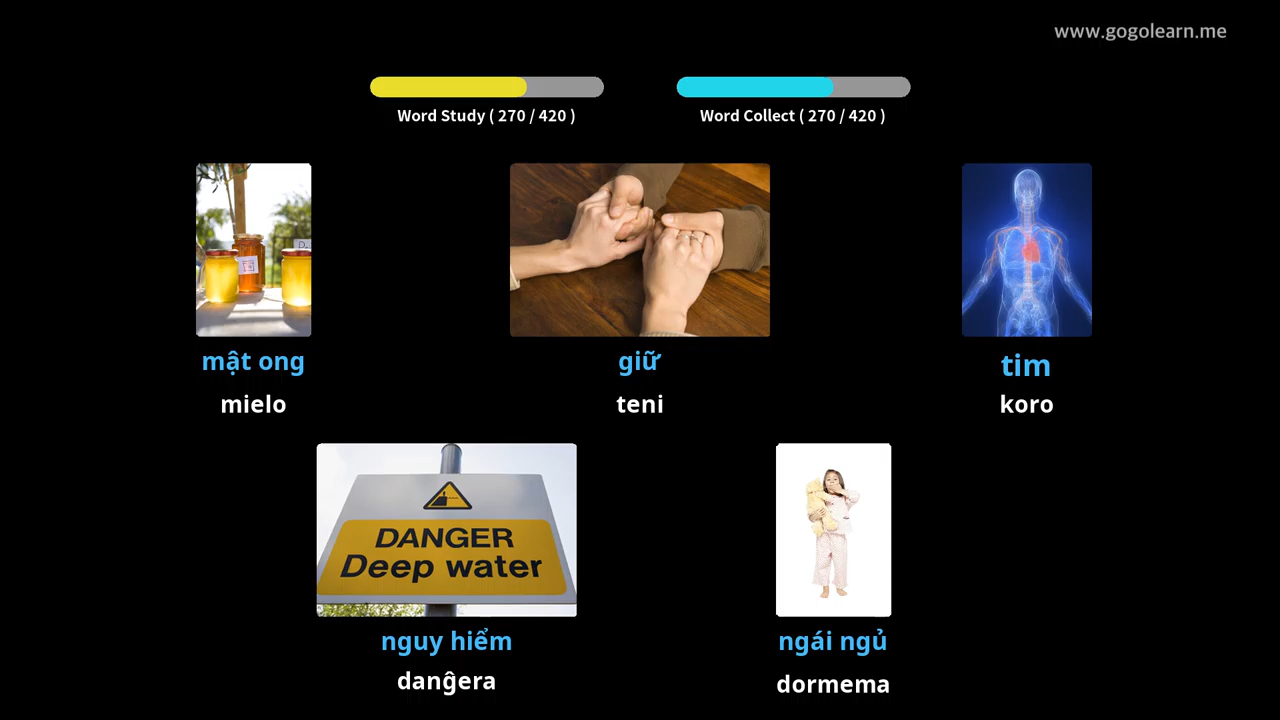 www.gogolearn.me
Word Study ( 270 / 420 )
Word Collect ( 270 / 420 )
mật ong
mielo
giữ
teni
tim
koro
DANGER
Deep water
nguy hiểm
danĝera
ngái ngủ
dormema